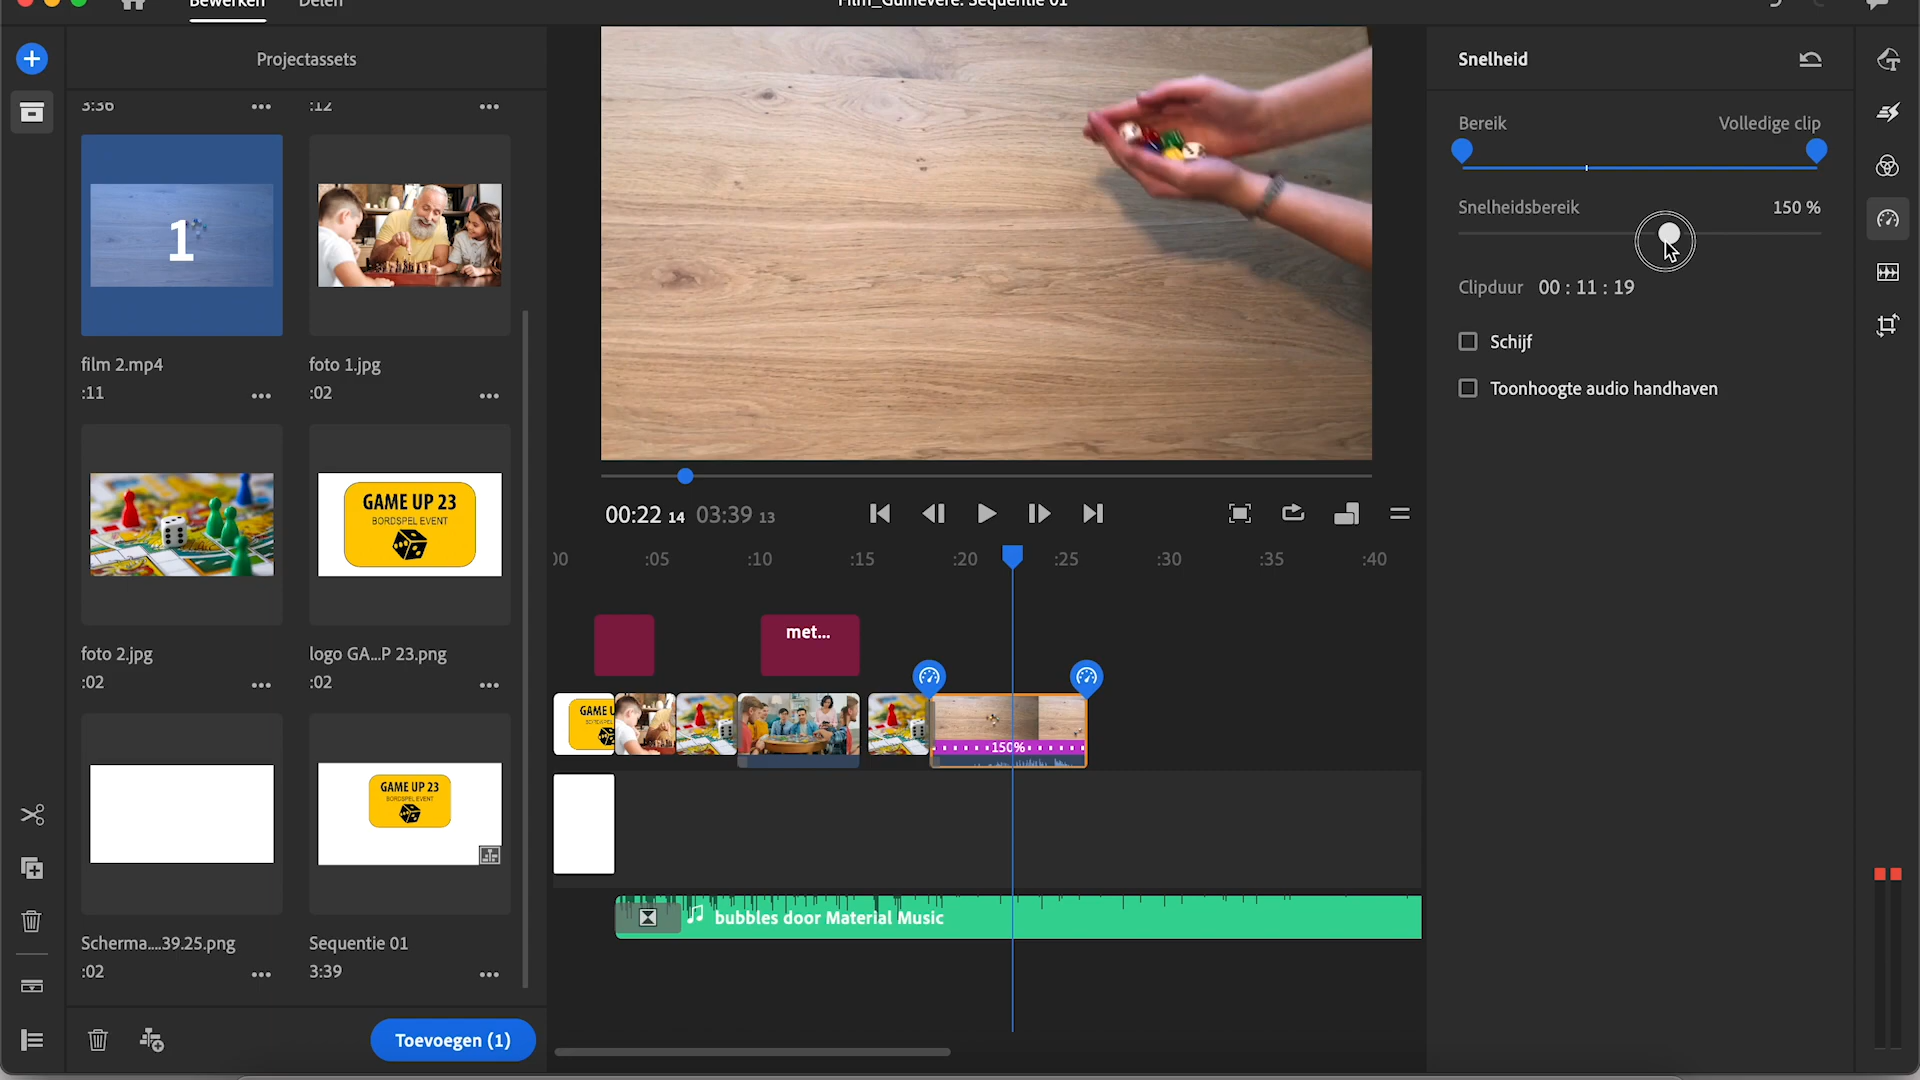 Bewerken
Delen
Film_Guinevere: Sequentie 01
Projectassets
3:36
:12
1
film 2.mp4
:11
foto 1.jpg
:02
GAME UP 23
BORDSPEL EVENT
foto 2.jpg
:02
logo GA...P 23.png
:02
GAME UP 23
BORDSPEL EVENT
Scherma....39.25.png
:02
Sequentie 01
3:39
Toevoegen (1)
00:22 14 03:39 13
:05
:10
:15
:20
:25
:30
:35
:40
met...
GAME U
150%
bubbles door Material Music
Snelheid
Bereik
Volledige clip
Snelheidsbereik
150 %
Clipduur 00 : 11 : 19
Schijf
Toonhoogte audio handhaven